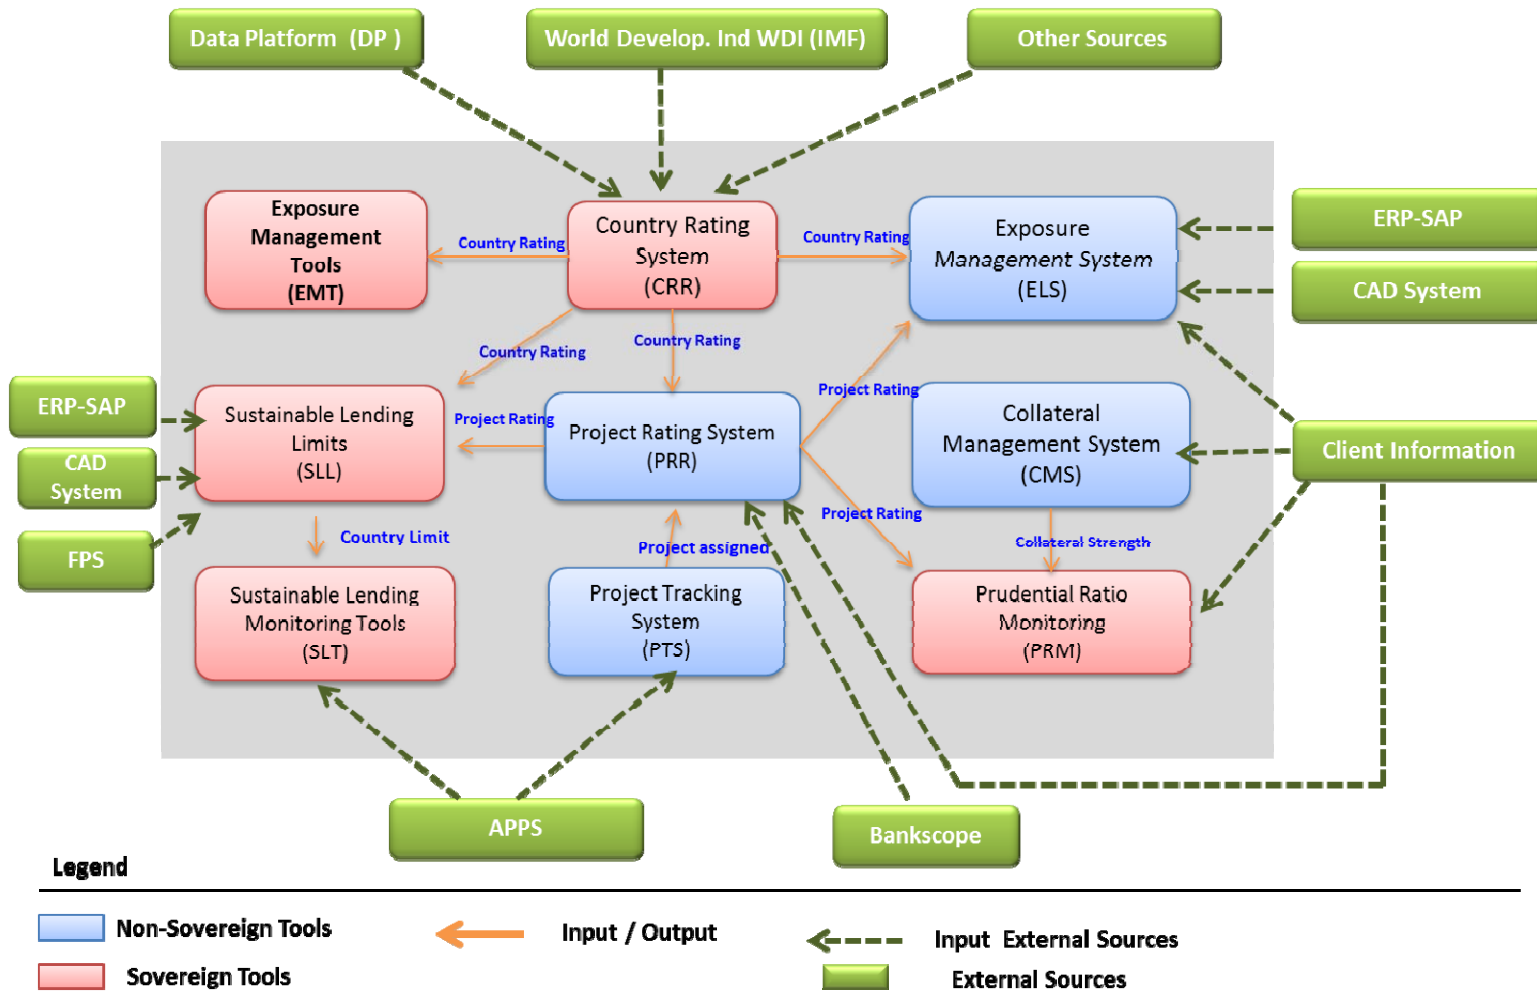 Data Platform (DP )
World Develop. Ind WDI (IMF)
Other Sources
Exposure
Management
Tools
(EMT)
Country Rating
Country Rating
System
(CRR)
Country Rating
Exposure
Management System
(ELS)
ERP-SAP
CAD System
Country Rating
Country Rating
Project Rating
ERP-SAP
CAD
System
FPS
Sustainable Lending
Limits
(SLL)
Project Rating
Project Rating System
(PRR)
Collateral
Management System
(CMS)
Client Information
Project Rating
Country Limit
Project assigned
Collateral Strength
Sustainable Lending
Monitoring Tools
(SLT)
Project Tracking
System
(PTS)
Prudential Ratio
Monitoring
(PRM)
APPS
Bankscope
Legend
Non-Sovereign Tools
Input / Output
Input External Sources
Sovereign Tools
External Sources